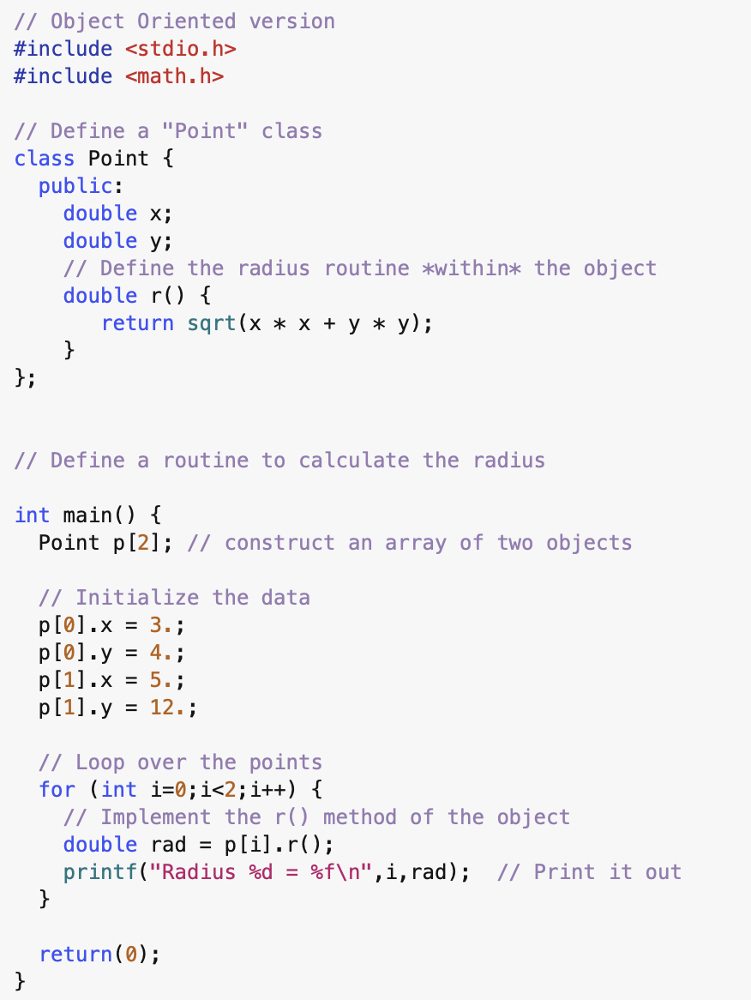 // Object Oriented version
#include <stdio.h>
#include <math.h>

// Define a "Point" class
class Point {
  public:
    double x;
    double y;
    // Define the radius routine *within* the object
    double r() {
       return sqrt(x * x + y * y);
    }
};


// Define a routine to calculate the radius

int main() {
  Point p[2]; // construct an array of two objects

  // Initialize the data
  p[0].x = 3.;
  p[0].y = 4.;
  p[1].x = 5.;
  p[1].y = 12.;

  // Loop over the points
  for (int i=0;i<2;i++) {
    // Implement the r() method of the object
    double rad = p[i].r();
    printf("Radius %d = %f\n",i,rad);  // Print it out
  }

  return(0);
}